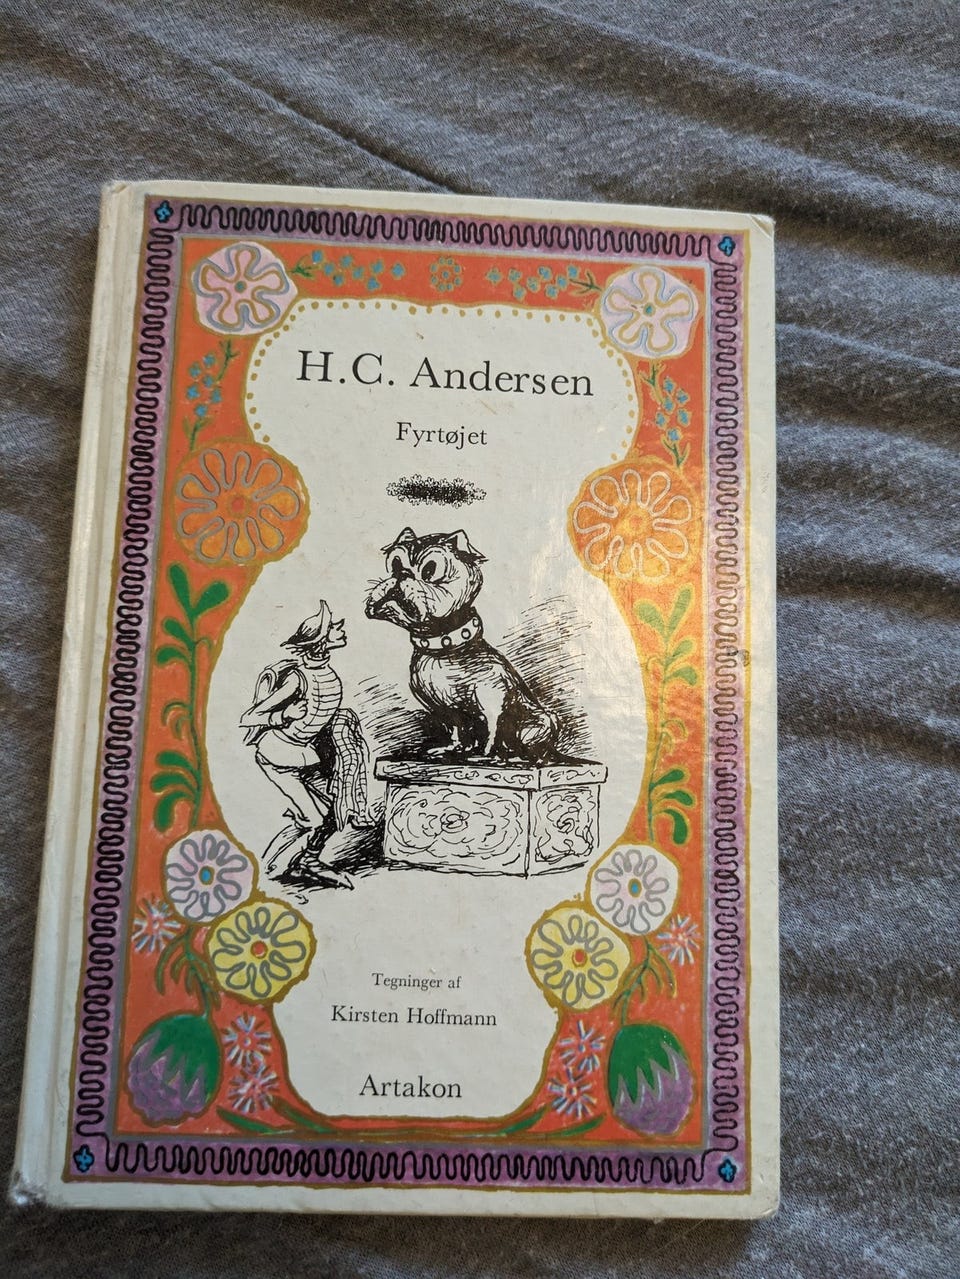 H.C. Andersen
Fyrtøjet
Tegninger af
Kirsten Hoffmann
Artakon